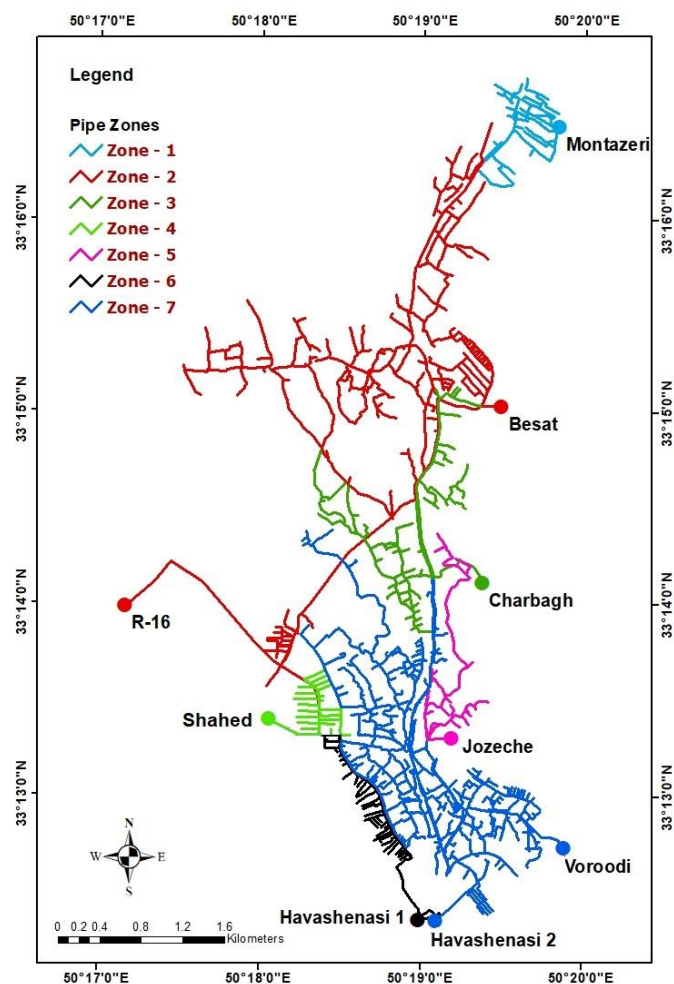 50°17'0"E 50°18'0"E 50°19'0"E 50°20'0"E
Legend
Pipe Zones
Zone - 1
Zone - 2
Zone - 3
Zone - 4
Zone - 5
Zone - 6
Zone - 7
Montazeri
33°16'0"N 33°16'0"N
33°15'0"N 33°15'0"N
Besat
Charbagh
33°14'0"N 33°14'0"N
R-16
Shahed
Jozeche
33°13'0"N 33°13'0"N
N
W E
S
Voroodi
Havashenasi 1
Havashenasi 2
0 0.2 0.4 0.8 1.2 1.6
Kilometers
50°17'0"E 50°18'0"E 50°19'0"E 50°20'0"E